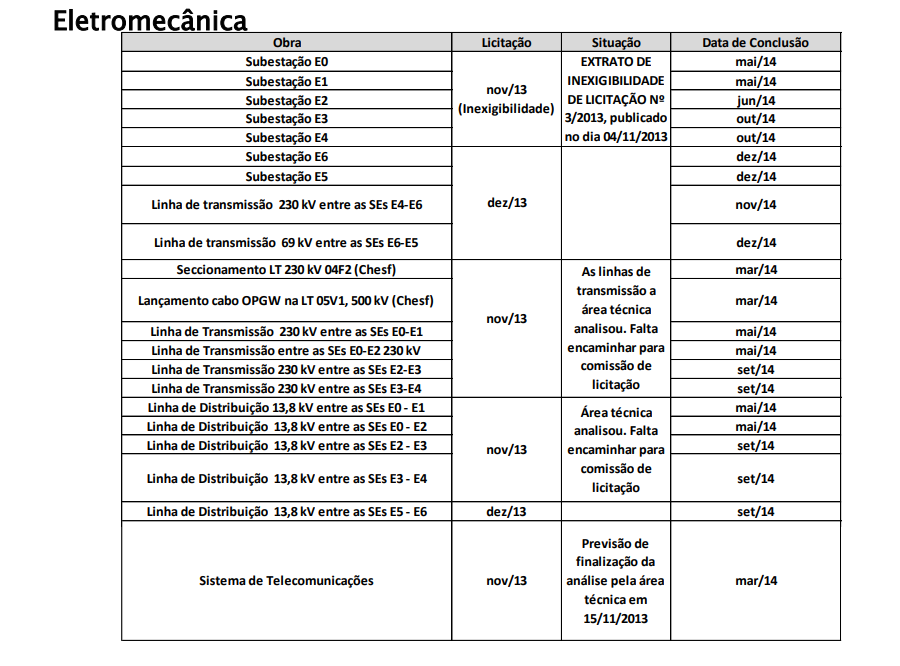 Eletromecânica
Obra Licitação Situação Data de Conclusão
Subestação E0 mai/14
Subestação E1 mai/14
Subestação E2 jun/14
Subestação E3 out/14
Subestação E4 out/14
nov/13
(Inexigibilidade)
EXTRATO DE
INEXIGIBILIDADE
DE LICITAÇÃO Nº
3/2013, publicado
no dia 04/11/2013
Subestação E6 dez/14
Subestação E5 dez/14
Linha de transmissão 230 kV entre as SEs E4-E6 nov/14
Linha de transmissão 69 kV entre as SEs E6-E5 dez/14
dez/13
Seccionamento LT 230 kV 04F2 (Chesf) mar/14
Lançamento cabo OPGW na LT 05V1, 500 kV (Chesf) mar/14
Linha de Transmissão 230 kV entre as SEs E0-E1 mai/14
Linha de Transmissão entre as SEs E0-E2 230 kV mai/14
Linha de Transmissão 230 kV entre as SEs E2-E3 set/14
Linha de Transmissão 230 kV entre as SEs E3-E4 set/14
nov/13
As linhas de
transmissão a
área técnica
analisou. Falta
encaminhar para
comissão de
licitação
Linha de Distribuição 13,8 kV entre as SEs E0 - E1 mai/14
Linha de Distribuição 13,8 kV entre as SEs E0 - E2 mai/14
Linha de Distribuição 13,8 kV entre as SEs E2 - E3 set/14
Linha de Distribuição 13,8 kV entre as SEs E3 - E4 set/14
nov/13
Área técnica
analisou. Falta
encaminhar para
comissão de
licitação
Linha de Distribuição 13,8 kV entre as SEs E5 - E6 dez/13 set/14
Sistema de Telecomunicações nov/13 mar/14
Previsão de
finalização da
análise pela área
técnica em
15/11/2013